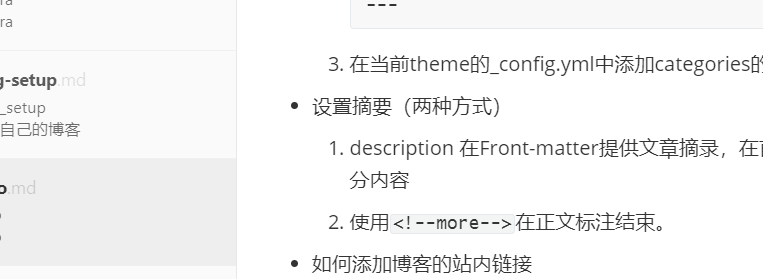 ra
ra
g-setup.md
_setup
自己的博客
.md
---
3. 在当前theme的_config.yml中添加categories的
• 设置摘要（两种方式）
1. description 在Front-matter提供文章摘录，在
分内容
2. 使用<!--more-->在正文标注结束。
• 如何添加博客的站内链接